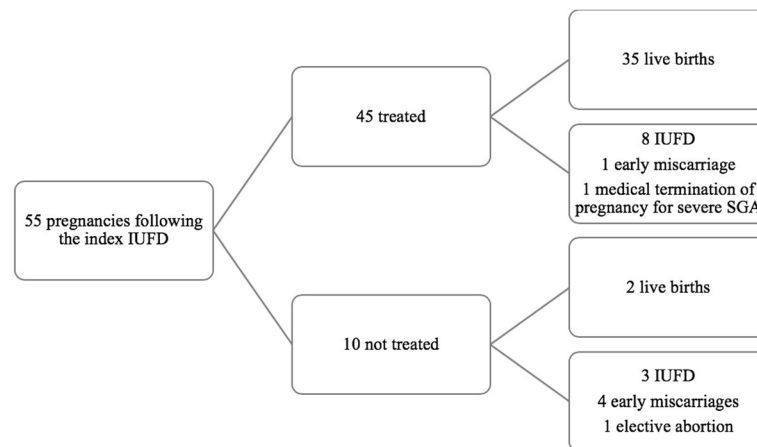 55 pregnancies following
the index IUFD
45 treated
35 live births
8 IUFD
1 early miscarriage
1 medical termination of
pregnancy for severe SGA
10 not treated
2 live births
3 IUFD
4 early miscarriages
1 elective abortion